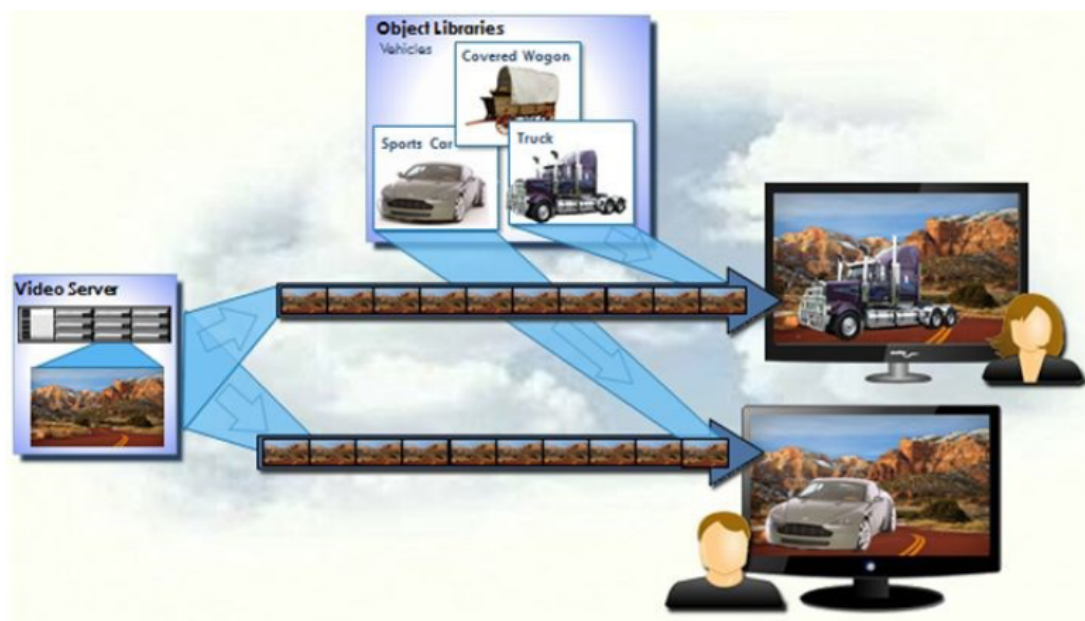 Object Libraries
Vehicles
Covered Wagon
Sports Car
Truck
Video Server